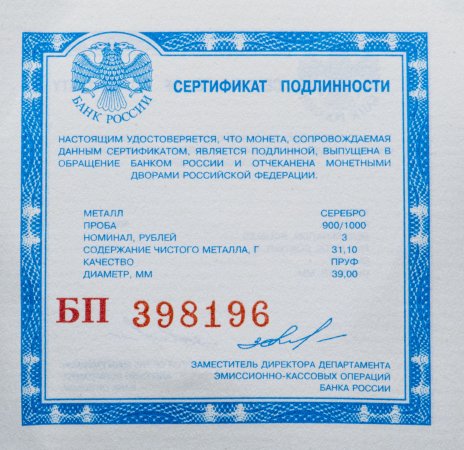 БАНК РОССИИ
СЕРТИФИКАТ ПОДЛИННОСТИ
НАСТОЯЩИМ УДОСТОВЕРЯЕТСЯ, ЧТО МОНЕТА, СОПРОВОЖДАЕМАЯ
ДАННЫМ СЕРТИФИКАТОМ, ЯВЛЯЕТСЯ ПОДЛИННОЙ, ВЫПУЩЕНА В
ОБРАЩЕНИЕ БАНКОМ РОССИИ И ОТЧЕКАНЕНА МОНЕТНЫМИ
ДВОРАМИ РОССИЙСКОЙ ФЕДЕРАЦИИ.
МЕТАЛЛ СЕРЕБРО
ПРОБА 900/1000
НОМИНАЛ, РУБЛЕЙ 3
СОДЕРЖАНИЕ ЧИСТОГО МЕТАЛЛА, Г 31,10
КАЧЕСТВО ПРУФ
ДИАМЕТР, ММ 39,00
БП 398196
ЗАМЕСТИТЕЛЬ ДИРЕКТОРА ДЕПАРТАМЕНТА
ЭМИССИОННО-КАССОВЫХ ОПЕРАЦИЙ
БАНКА РОССИИ